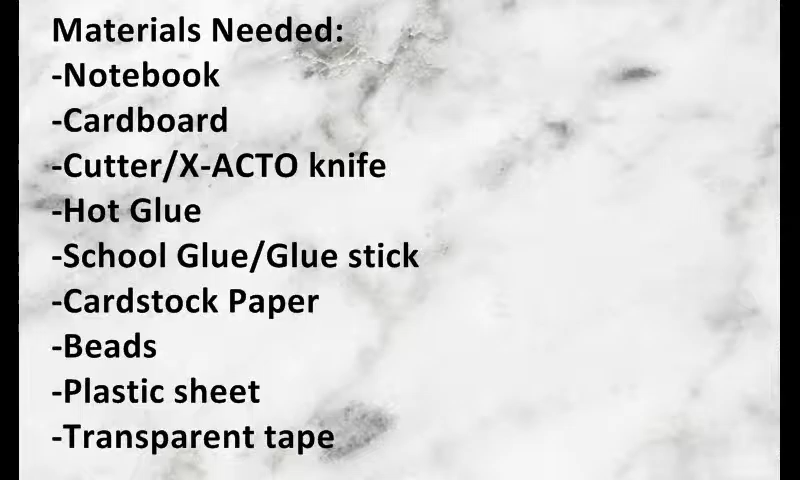 Materials Needed:
-Notebook
-Cardboard
-Cutter/X-ACTO knife
-Hot Glue
-School Glue/Glue stick
-Cardstock Paper
-Beads
-Plastic sheet
-Transparent tape